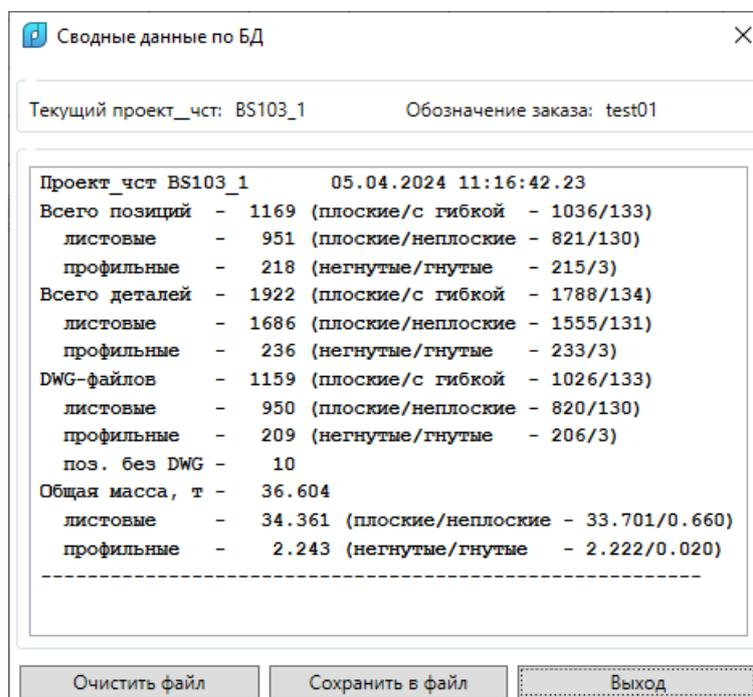 Сводные данные по БД
Текущий проект_чст: BS103_1 Обозначение заказа: test01
Проект_чст BS103_1 05.04.2024 11:16:42.23
Всего позиций - 1169 (плоские/с гибкой - 1036/133)
листовые - 951 (плоские/неплоские - 821/130)
профильные - 218 (негнутые/гнутые - 215/3)
Всего деталей - 1922 (плоские/с гибкой - 1788/134)
листовые - 1686 (плоские/неплоские - 1555/131)
профильные - 236 (негнутые/гнутые - 233/3)
DWG-файлов - 1159 (плоские/с гибкой - 1026/133)
листовые - 950 (плоские/неплоские - 820/130)
профильные - 209 (негнутые/гнутые - 206/3)
поз. без DWG - 10
Общая масса, т - 36.604
листовые - 34.361 (плоские/неплоские - 33.701/0.660)
профильные - 2.243 (негнутые/гнутые - 2.222/0.020)
----------------------------------------------------------
Очистить файл Сохранить в файл Выход